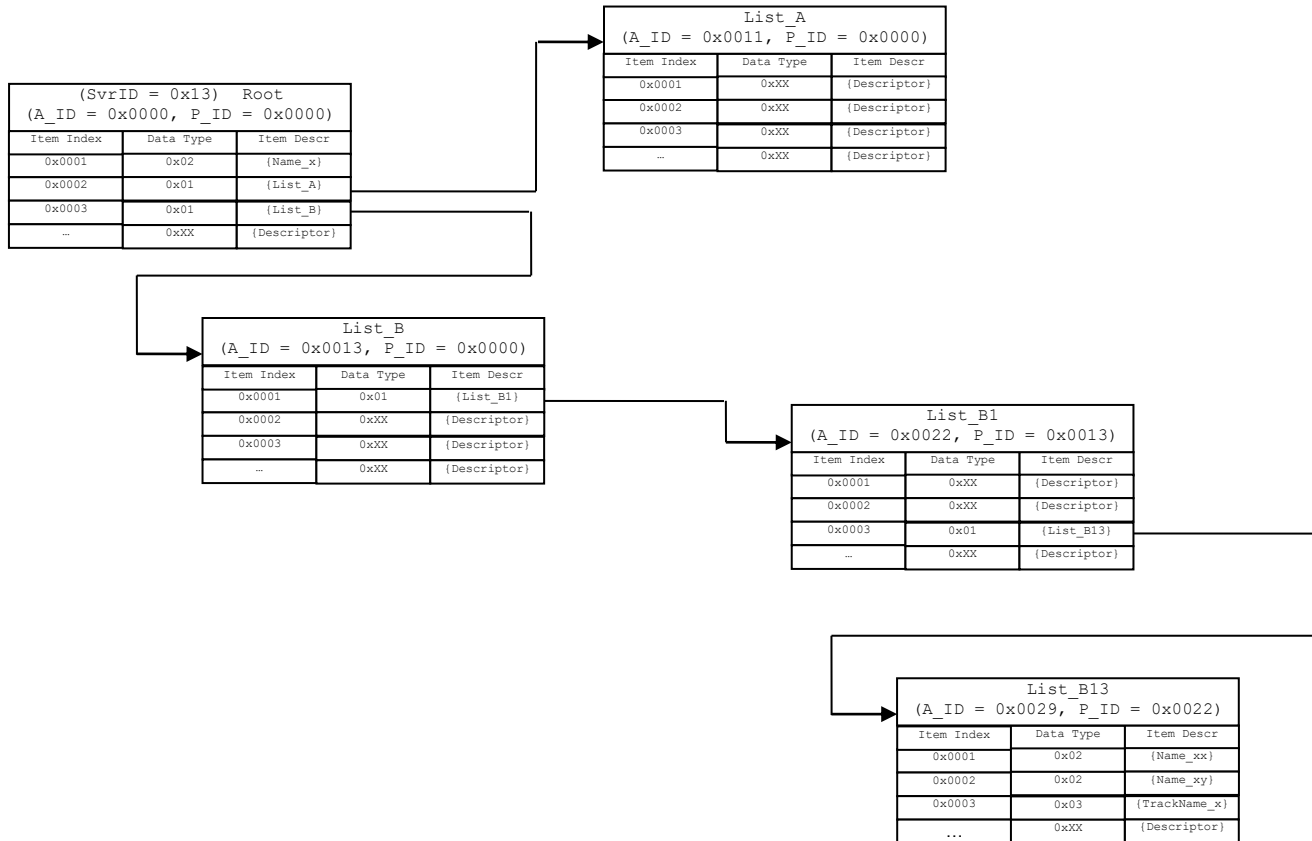 List_A
(A_ID = 0x0011, P_ID = 0x0000)
Item Index Data Type Item Descr
0x0001 0xXX {Descriptor}
0x0002 0xXX {Descriptor}
0x0003 0xXX {Descriptor}
… 0xXX {Descriptor}
(SvrID = 0x13) Root
(A_ID = 0x0000, P_ID = 0x0000)
Item Index Data Type Item Descr
0x0001 0x02 {Name_x}
0x0002 0x01 {List_A}
0x0003 0x01 {List_B}
… 0xXX {Descriptor}
List_B
(A_ID = 0x0013, P_ID = 0x0000)
Item Index Data Type Item Descr
0x0001 0x01 {List_B1}
0x0002 0xXX {Descriptor}
0x0003 0xXX {Descriptor}
… 0xXX {Descriptor}
List_B1
(A_ID = 0x0022, P_ID = 0x0013)
Item Index Data Type Item Descr
0x0001 0xXX {Descriptor}
0x0002 0xXX {Descriptor}
0x0003 0x01 {List_B13}
… 0xXX {Descriptor}
List_B13
(A_ID = 0x0029, P_ID = 0x0022)
Item Index Data Type Item Descr
0x0001 0x02 {Name_xx}
0x0002 0x02 {Name_xy}
0x0003 0x03 {TrackName_x}
… 0xXX {Descriptor}